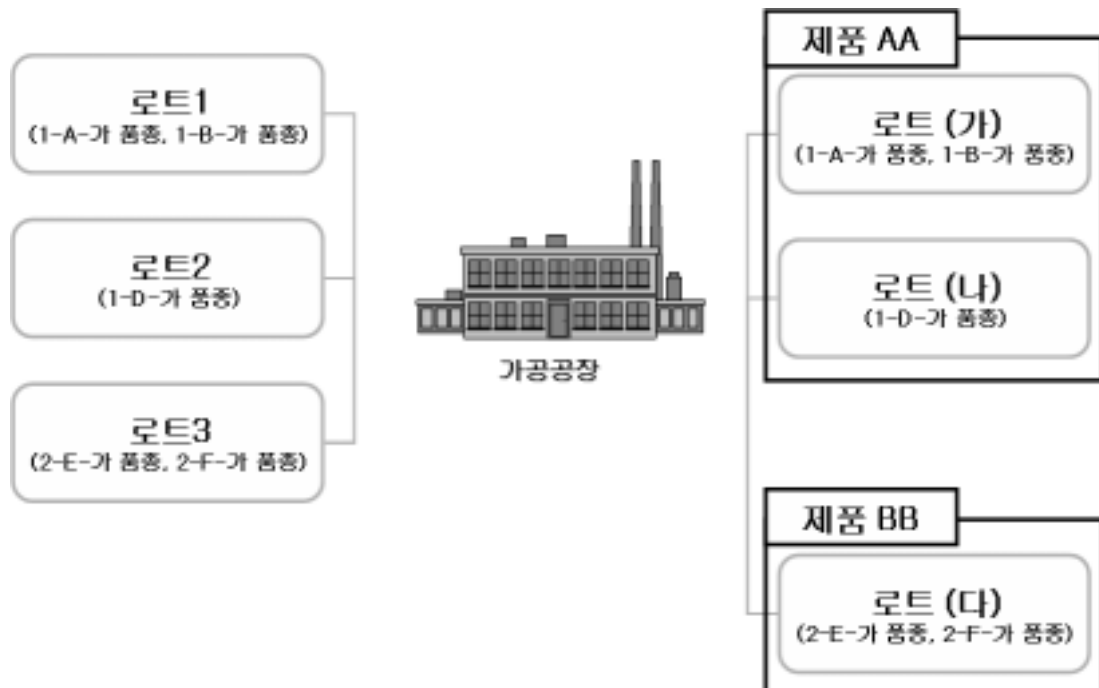 로트1
(1-A-가 품종, 1-B-가 품종)
로트2
(1-D-가 품종)
로트3
(2-E-가 품종, 2-F-가 품종)
가공공장
제품 AA
로트 (가)
(1-A-가 품종, 1-B-가 품종)
로트 (나)
(1-D-가 품종)
제품 BB
로트 (다)
(2-E-가 품종, 2-F-가 품종)